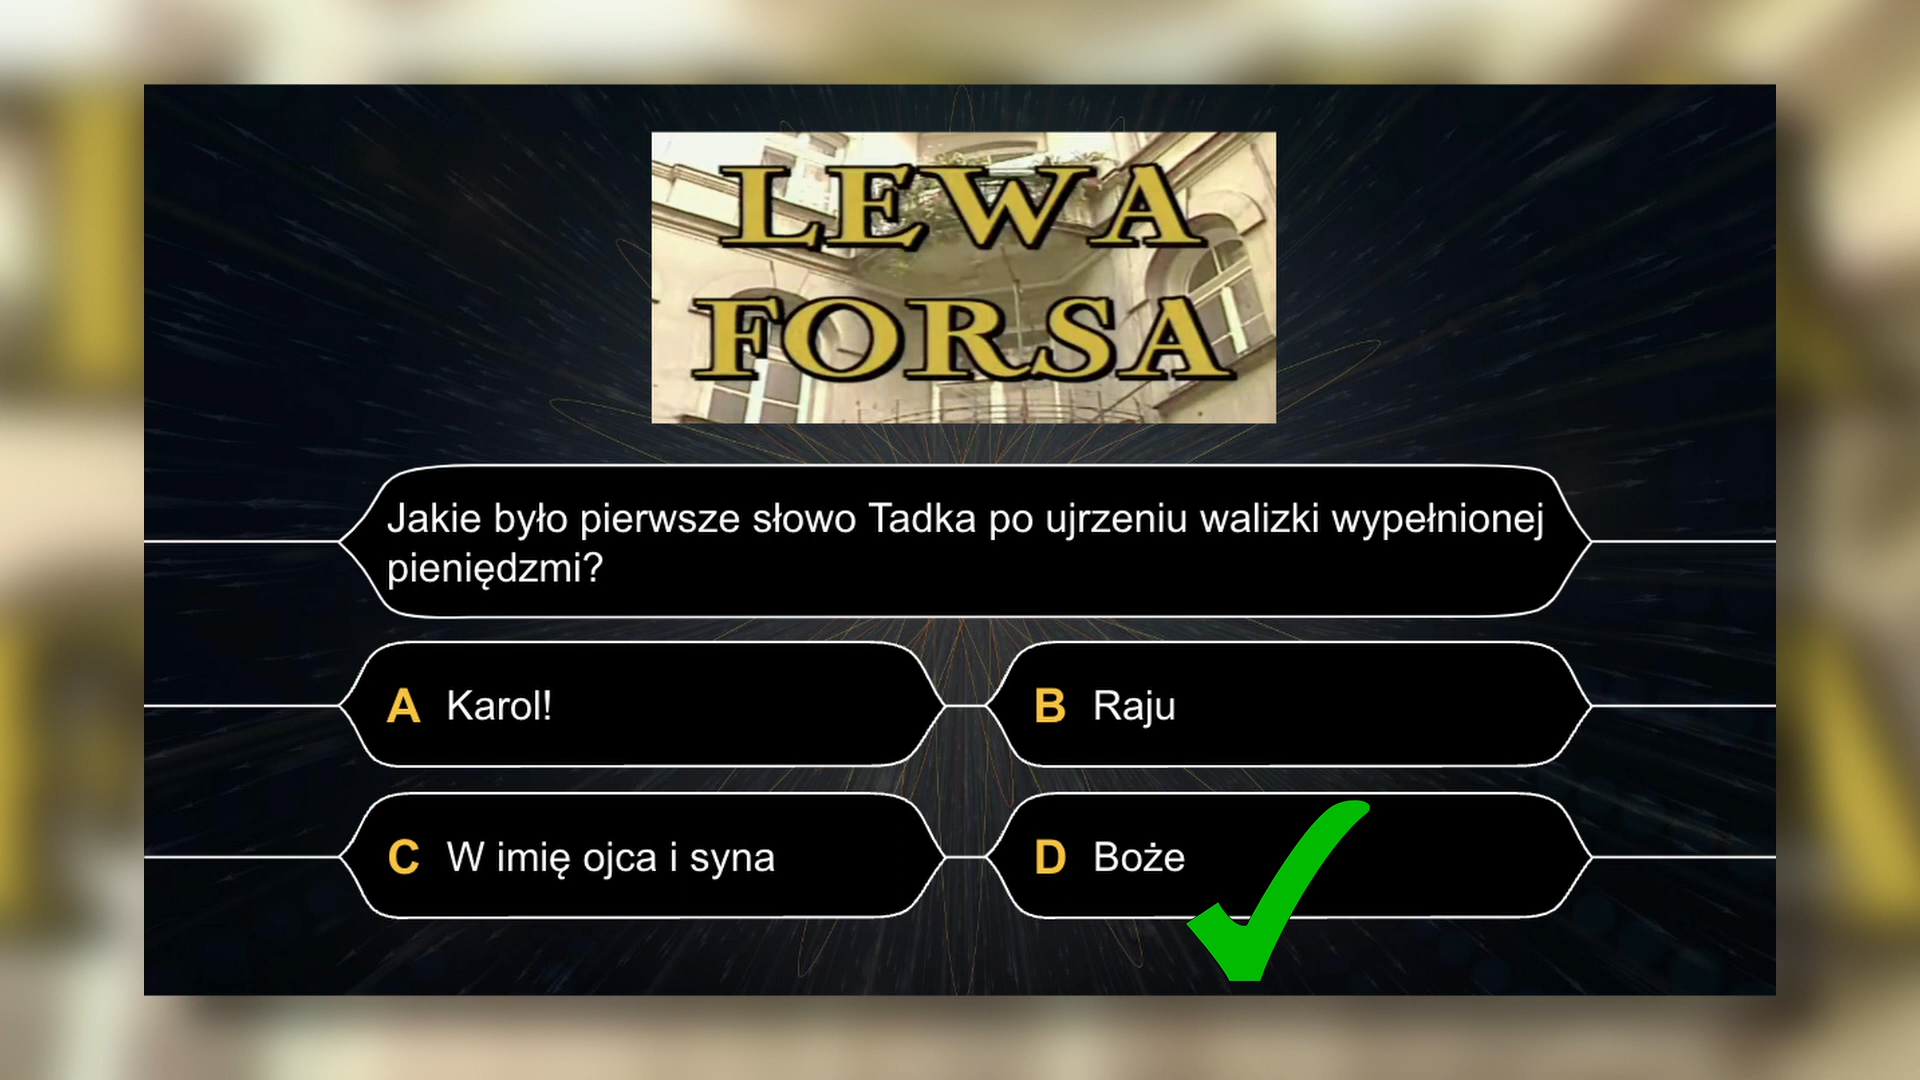 LEWA
FORSA
Jakie było pierwsze słowo Tadka po ujrzeniu walizki wypełnionej
pieniędzmi?
A Karol!
B Raju
C W imię ojca i syna
D Boże